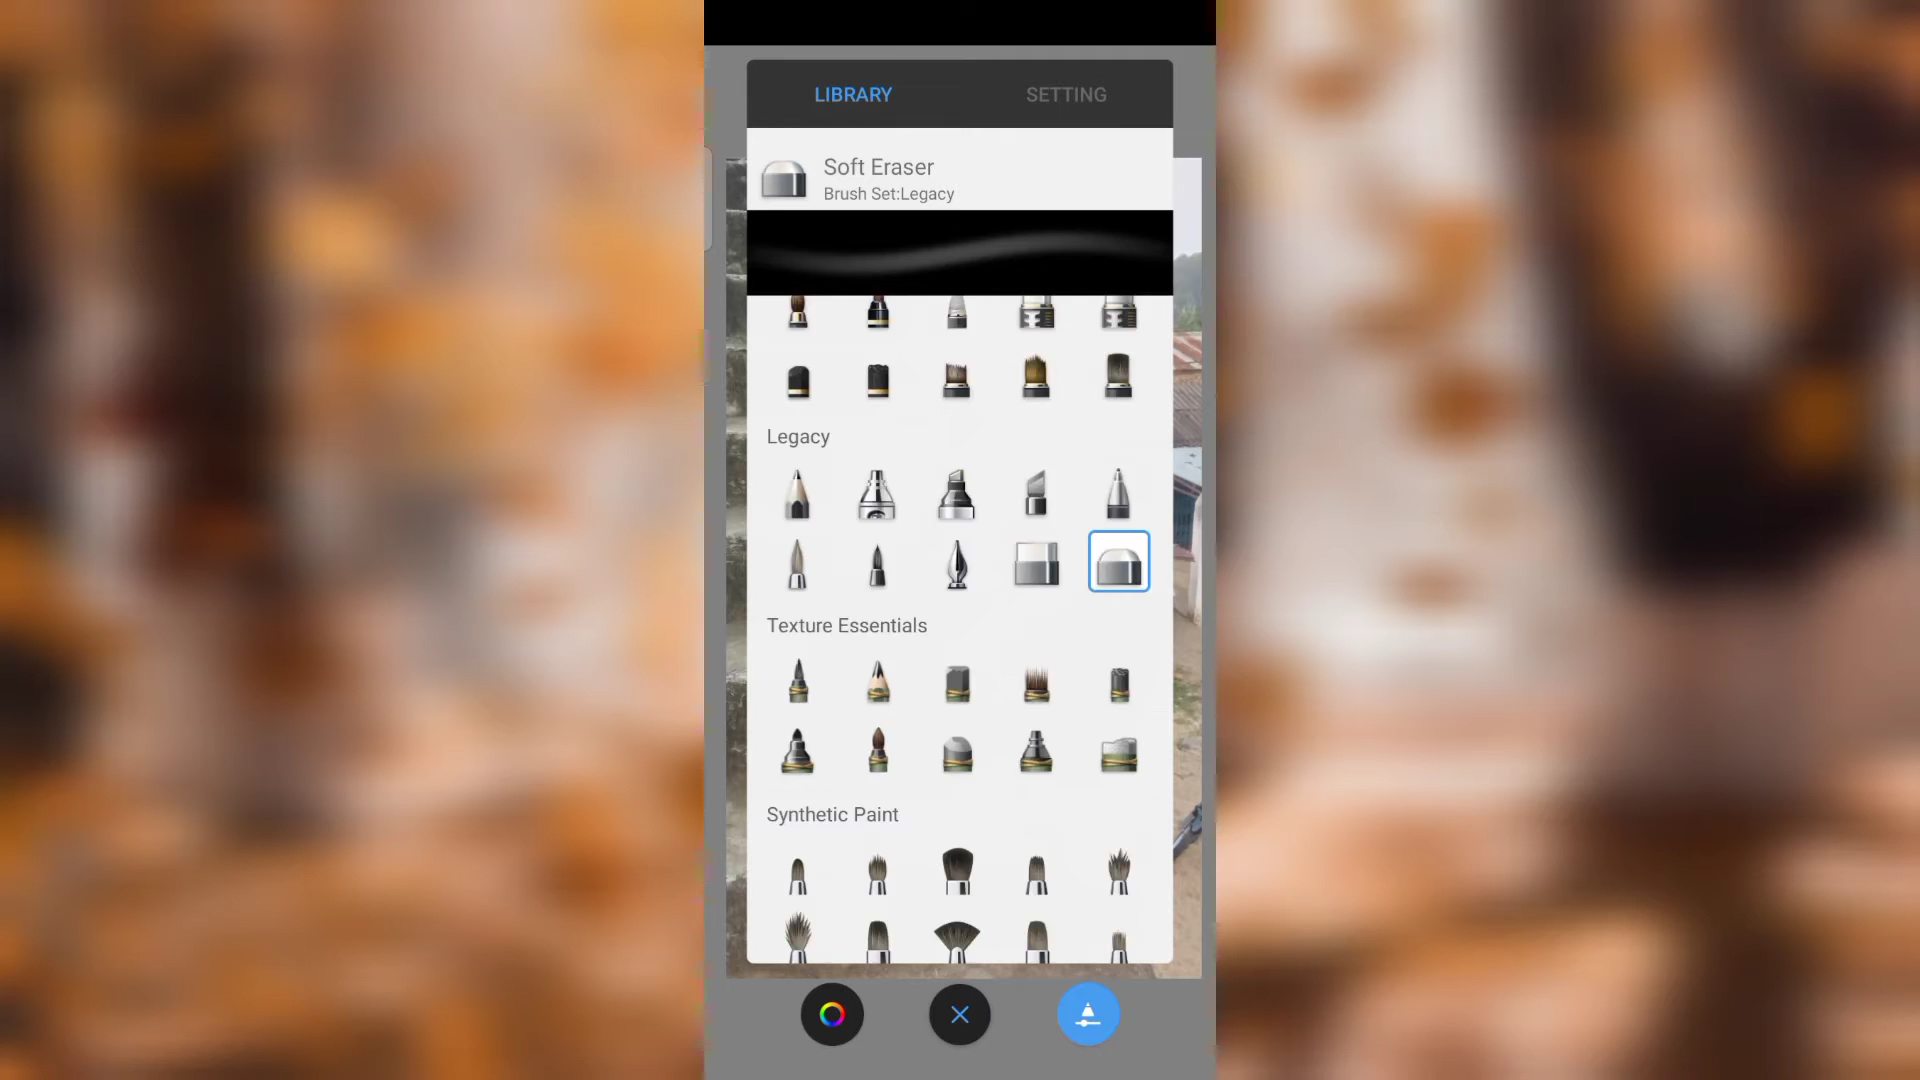 LIBRARY
SETTING
Soft Eraser
Brush Set:Legacy
Legacy
Texture Essentials
Synthetic Paint